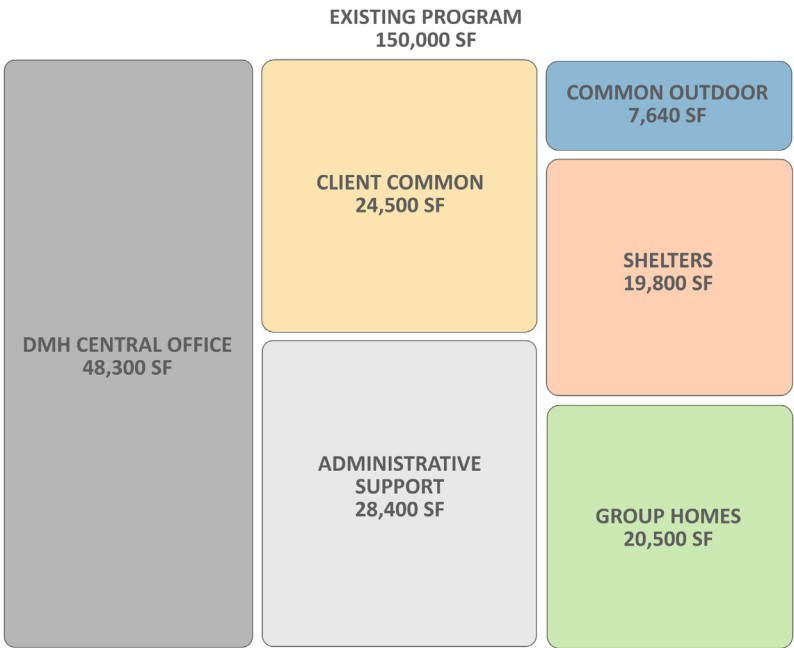 EXISTING PROGRAM
150,000 SF
DMH CENTRAL OFFICE
48,300 SF
CLIENT COMMON
24,500 SF
ADMINISTRATIVE
SUPPORT
28,400 SF
COMMON OUTDOOR
7,640 SF
SHELTERS
19,800 SF
GROUP HOMES
20,500 SF